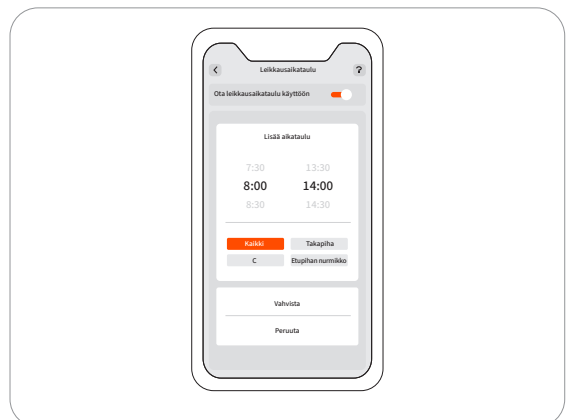 Leikkausaikataulu ?
Ota leikkausaikataulu käyttöön
Lisää aikataulu
7:30 13:30
8:00 14:00
8:30 14:30
Kaikki Takapiha
C Etupihan nurmikko
Vahvista
Peruuta